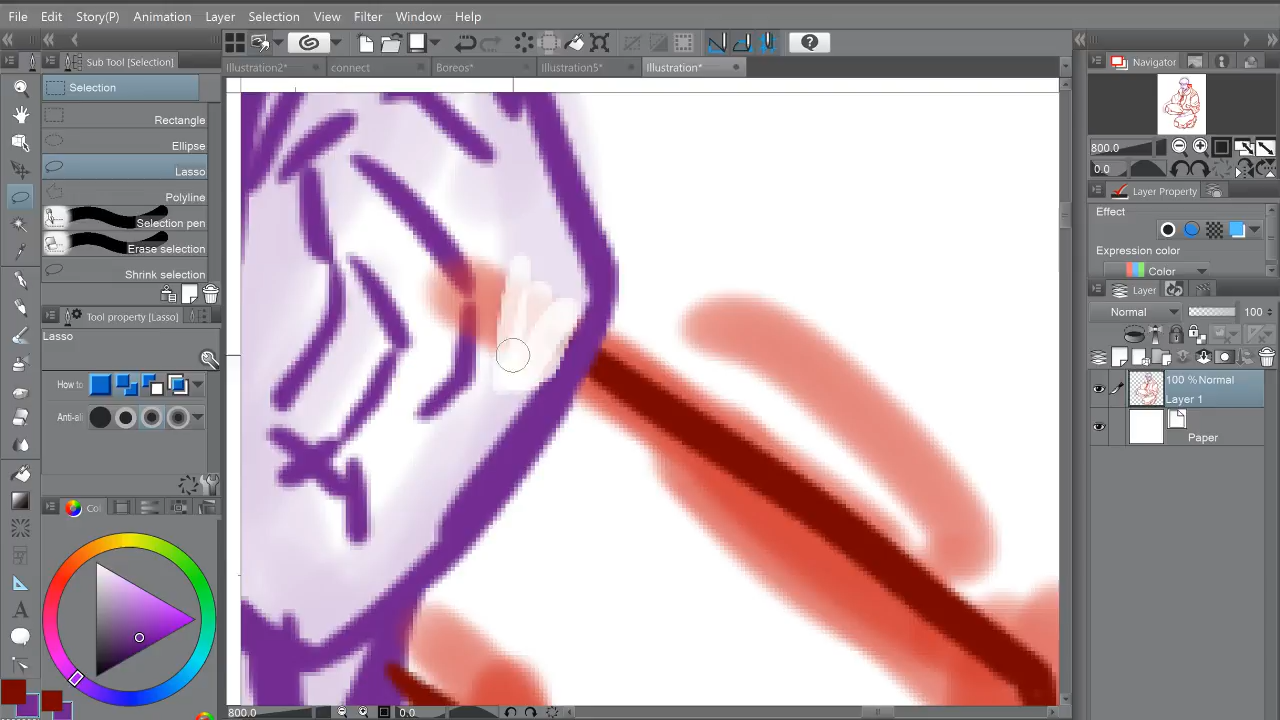 File Edit Story(P) Animation Layer Selection View Filter Window Help
Sub Tool [Selection]
Illustration2* connect Boreos* Illustration5* Illustration*
Navigator
Selection
Rectangle
Ellipse
Lasso
Polyline
Selection pen
Erase selection
Shrink selection
Tool property [Lasso]
Lasso
How to
Anti-al
Co
800.0
0.0
Layer Property
Effect
Expression color
Color
Layer
Normal 100
100 % Normal
Layer 1
Paper
800.0 0.0